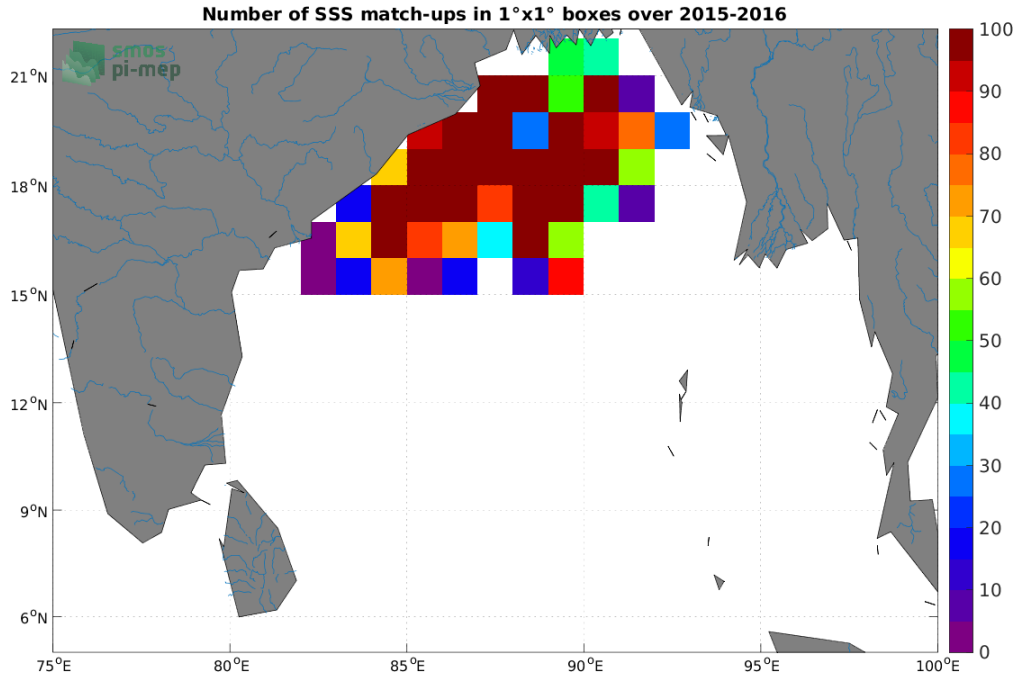 Number of SSS match-ups in 1°x1° boxes over 2015-2016
smos
pi-mep
21°N
18°N
15°N
12°N
9°N
6°N
75°E 80°E 85°E 90°E 95°E 100°E
100
90
80
70
60
50
40
30
20
10
0